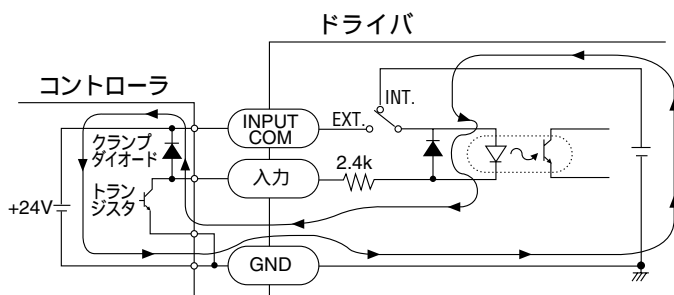 ドライバ
コントローラ
クランプ
ダイオード
トラン
ジスタ
+24V
INPUT
COM
EXT.
INT.
入力
2.4k
GND